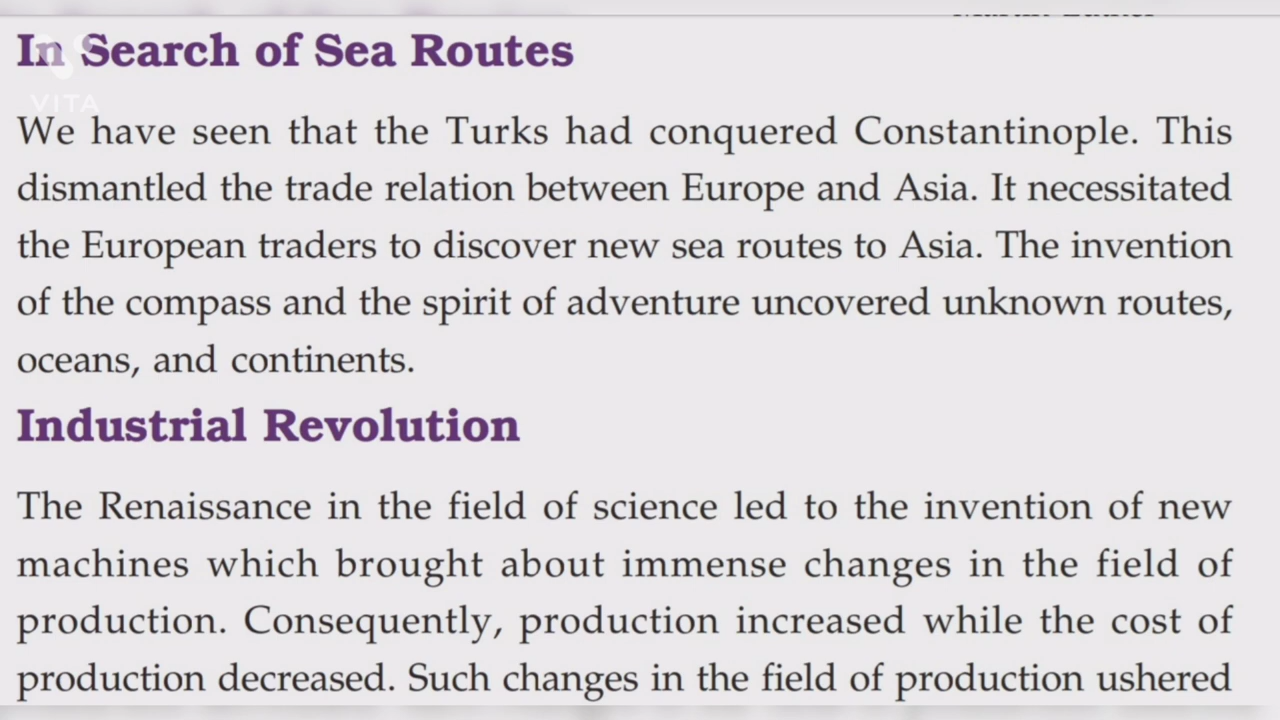 In Search of Sea Routes
VITA
We have seen that the Turks had conquered Constantinople. This
dismantled the trade relation between Europe and Asia. It necessitated
the European traders to discover new sea routes to Asia. The invention
of the compass and the spirit of adventure uncovered unknown routes,
oceans, and continents.
Industrial Revolution
The Renaissance in the field of science led to the invention of new
machines which brought about immense changes in the field of
production. Consequently, production increased while the cost of
production decreased. Such changes in the field of production ushered